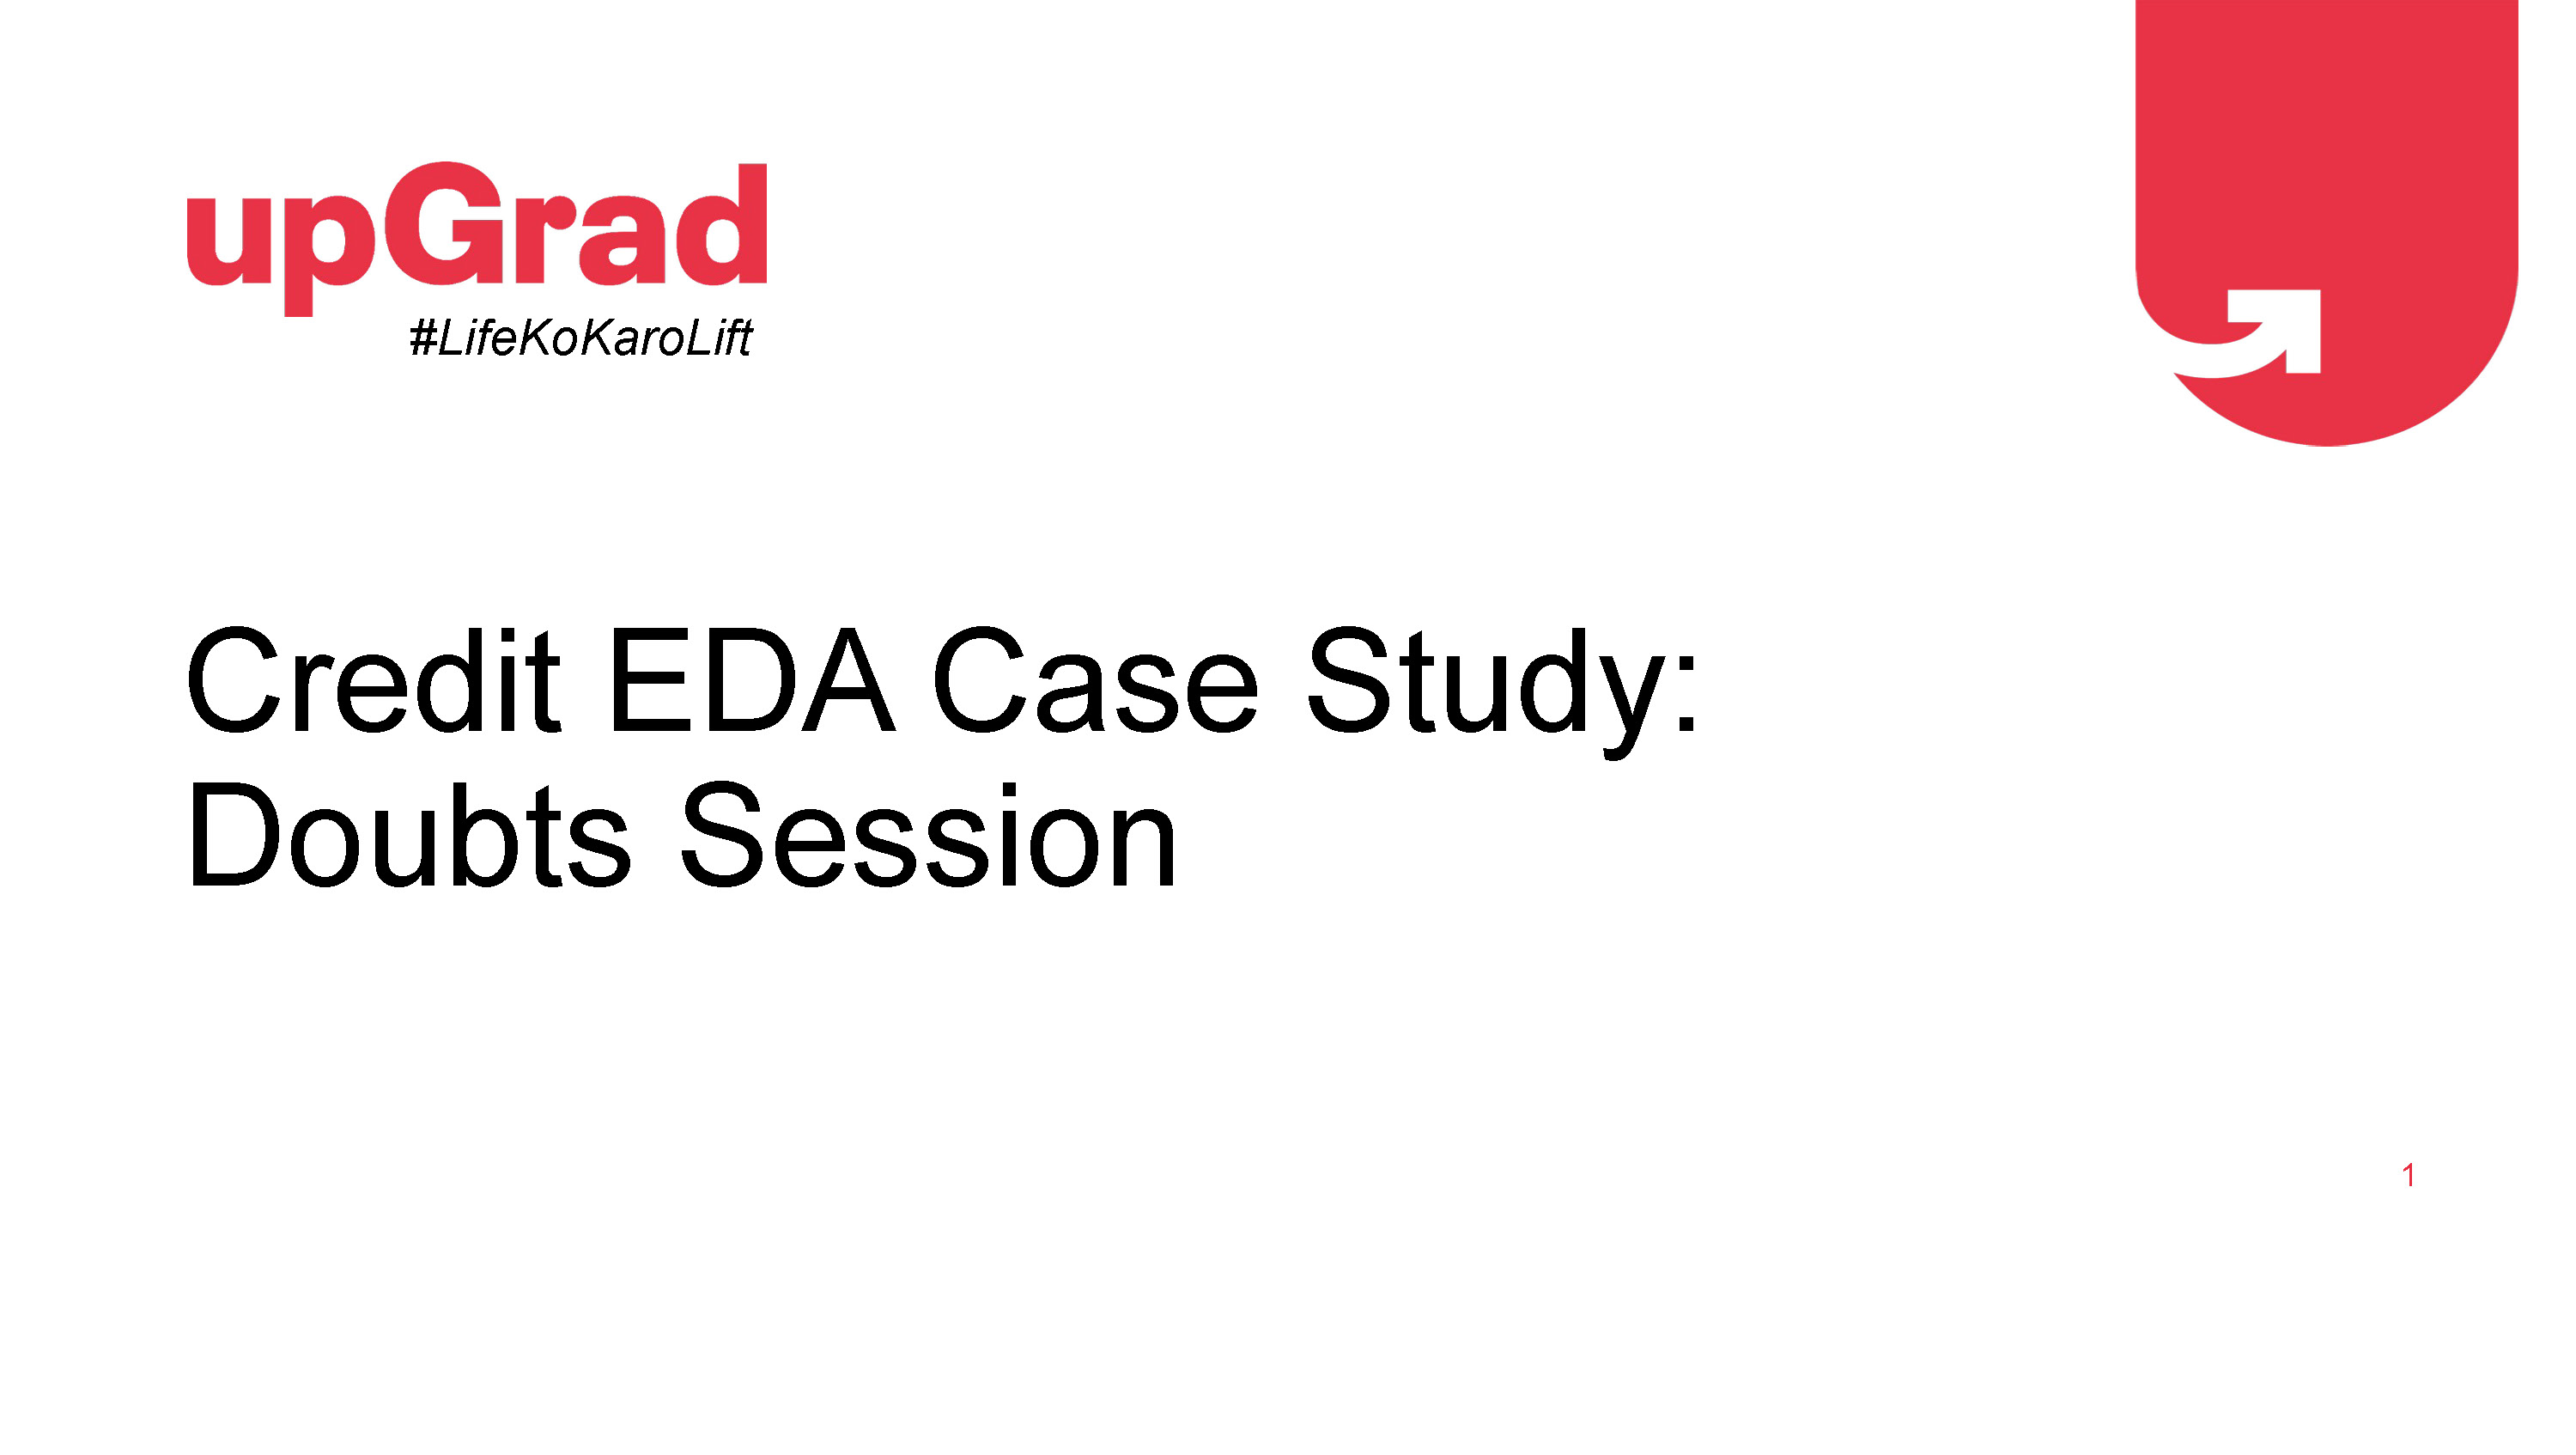 upGrad
#LifeKoKaroLift
Credit EDA Case Study:
Doubts Session
1